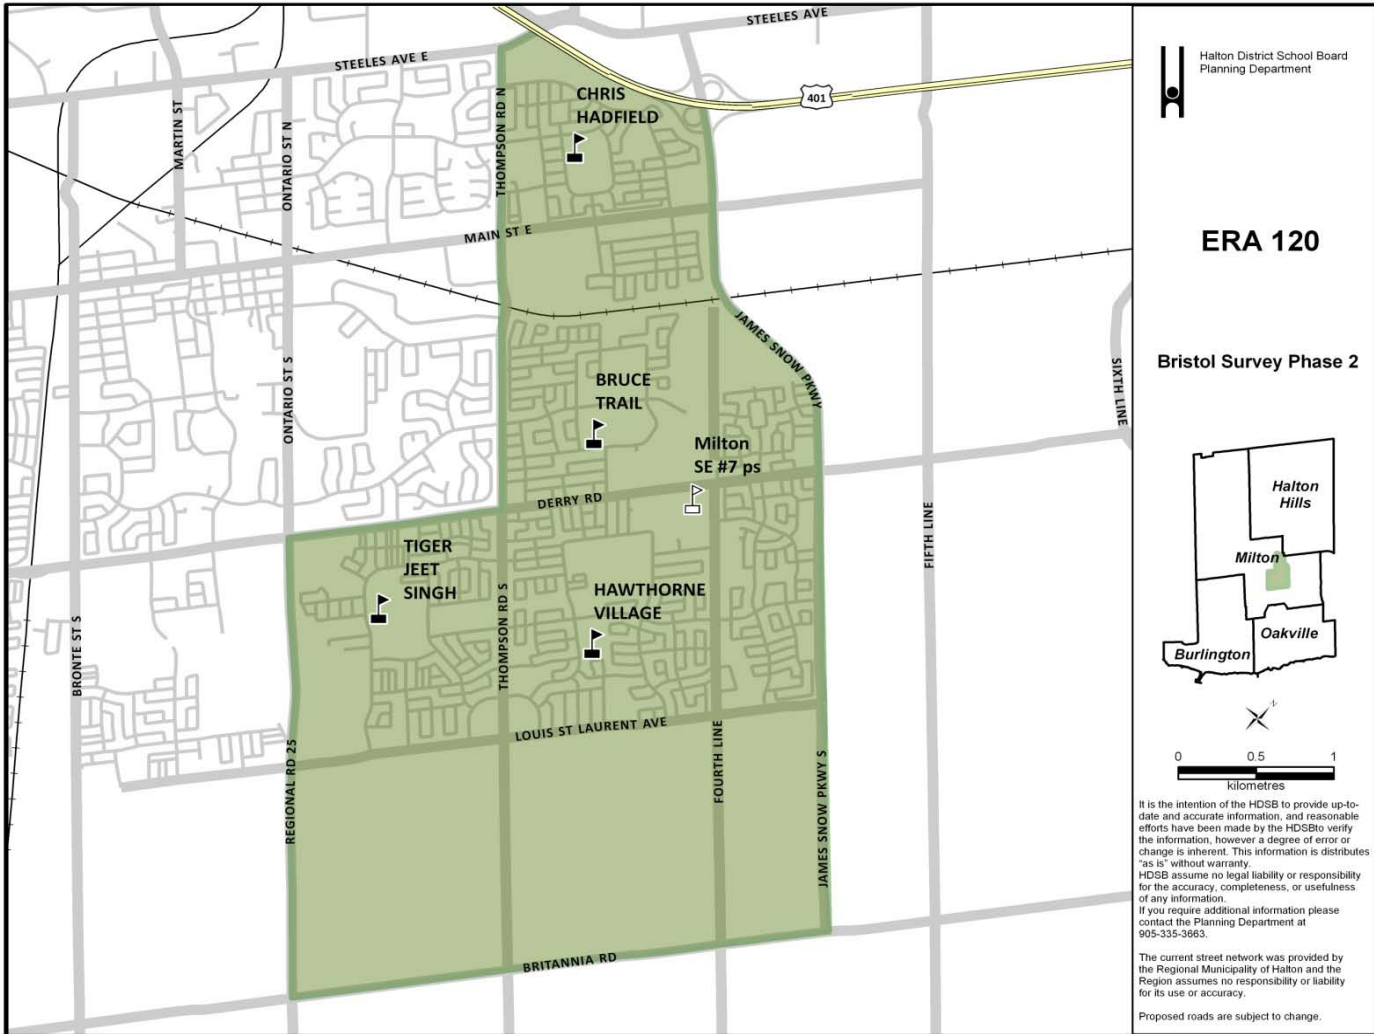 STEELES AVE
STEELES AVE E
401
CHRIS
HADFIELD
MARTIN ST
ONTARIO ST N
THOMPSON RD N
MAIN ST E
JAMES SNOW PKWY
SIXTH LINE
ONTARIO ST S
BRUCE
TRAIL
Milton
SE #7 ps
DERRY RD
FIFTH LINE
TIGER
JEET
SINGH
HAWTHORNE
VILLAGE
THOMPSON RD S
BRONTE ST S
LOUIS ST LAURENT AVE
REGIONAL RD 25
FOURTH LINE
JAMES SNOW PKWY S
BRITANNIA RD
Halton District School Board
Planning Department
ERA 120
Bristol Survey Phase 2
Halton
Hills
Milton
Oakville
Burlington
N
0 0.5 1
kilometres
It is the intention of the HDSB to provide up-to-
date and accurate information, and reasonable
efforts have been made by the HDSBto verify
the information, however a degree of error or
change is inherent. This information is distributes
"as is" without warranty.
HDSB assume no legal liability or responsibility
for the accuracy, completeness, or usefulness
of any information.
If you require additional information please
contact the Planning Department at
905-335-3663.
The current street network was provided by
the Regional Municipality of Halton and the
Region assumes no responsibility or liability
for its use or accuracy.
Proposed roads are subject to change.